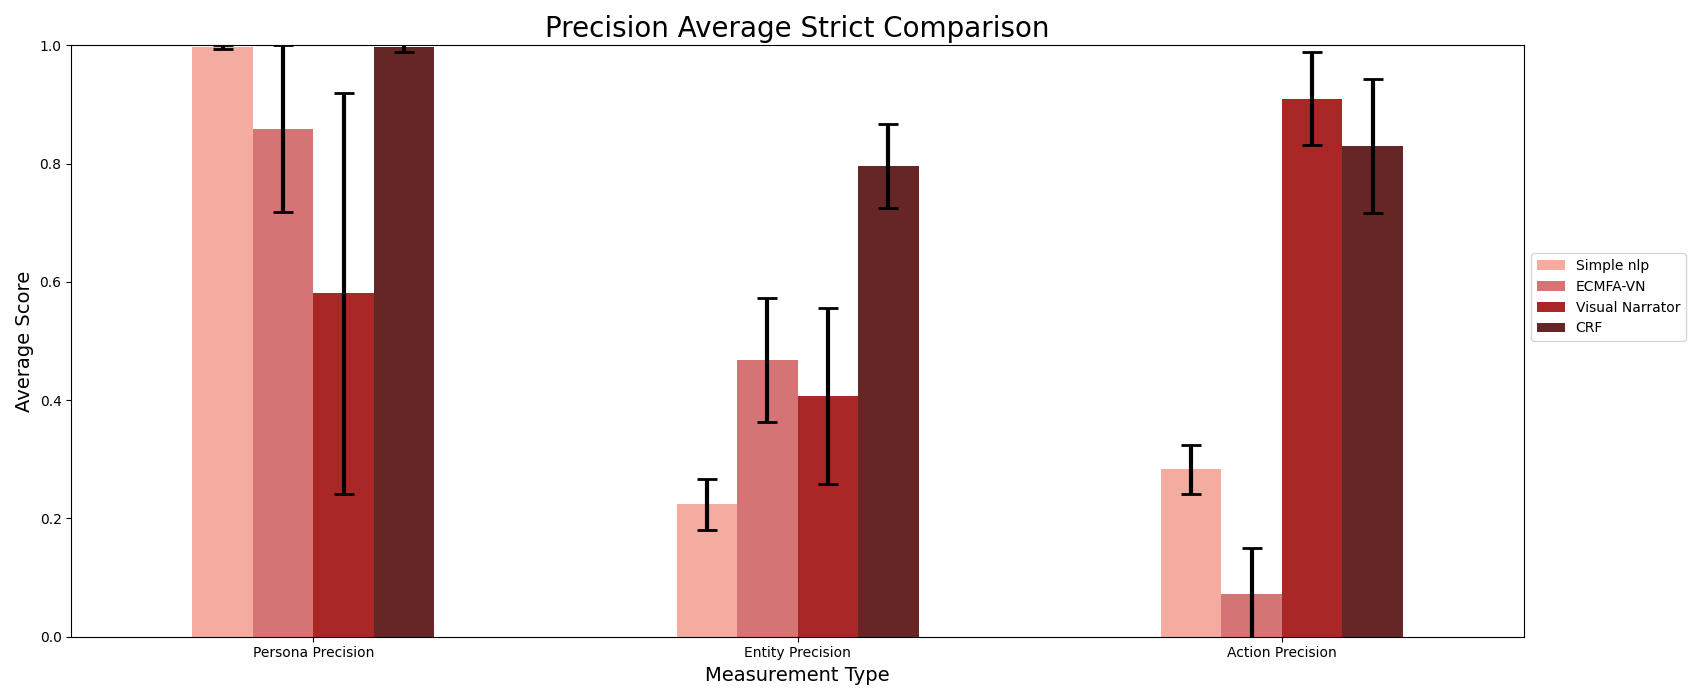 Precision Average Strict Comparison
1.0
0.8
0.6
0.4
0.2
0.0
Average Score
Persona Precision
Entity Precision
Action Precision
Measurement Type
Simple nlp
ECMFA-VN
Visual Narrator
CRF